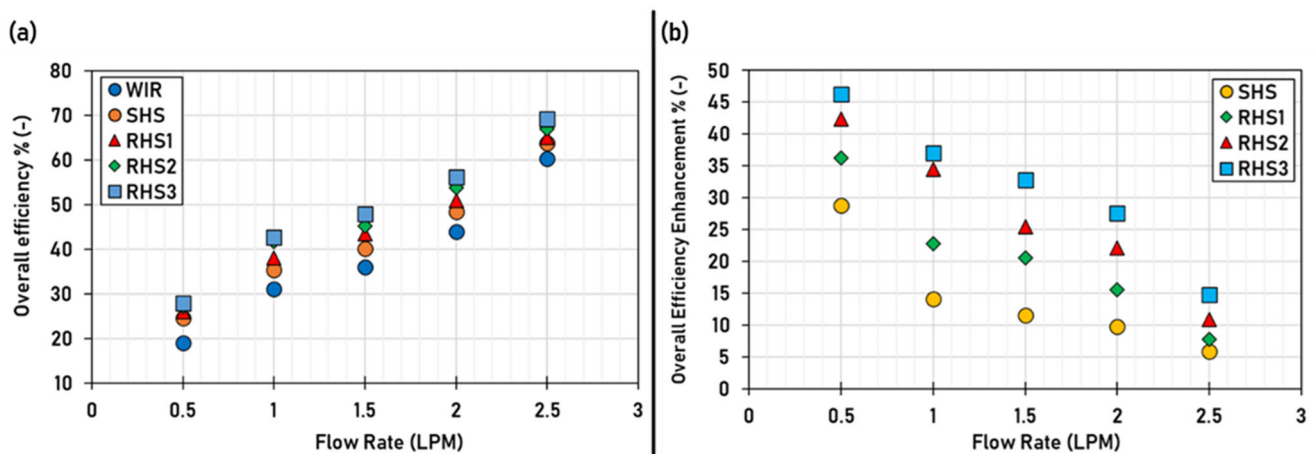 (a)
Overall efficiency % (-)
80
70
60
50
40
30
20
10
WIR
SHS
RHS1
RHS2
RHS3
0
0.5
1
1.5
2
2.5
3
Flow Rate (LPM)
(b)
Overall Efficiency Enhancement % (-)
50
45
40
35
30
25
20
15
10
5
0
SHS
RHS1
RHS2
RHS3
0
0.5
1
1.5
2
2.5
3
Flow Rate (LPM)